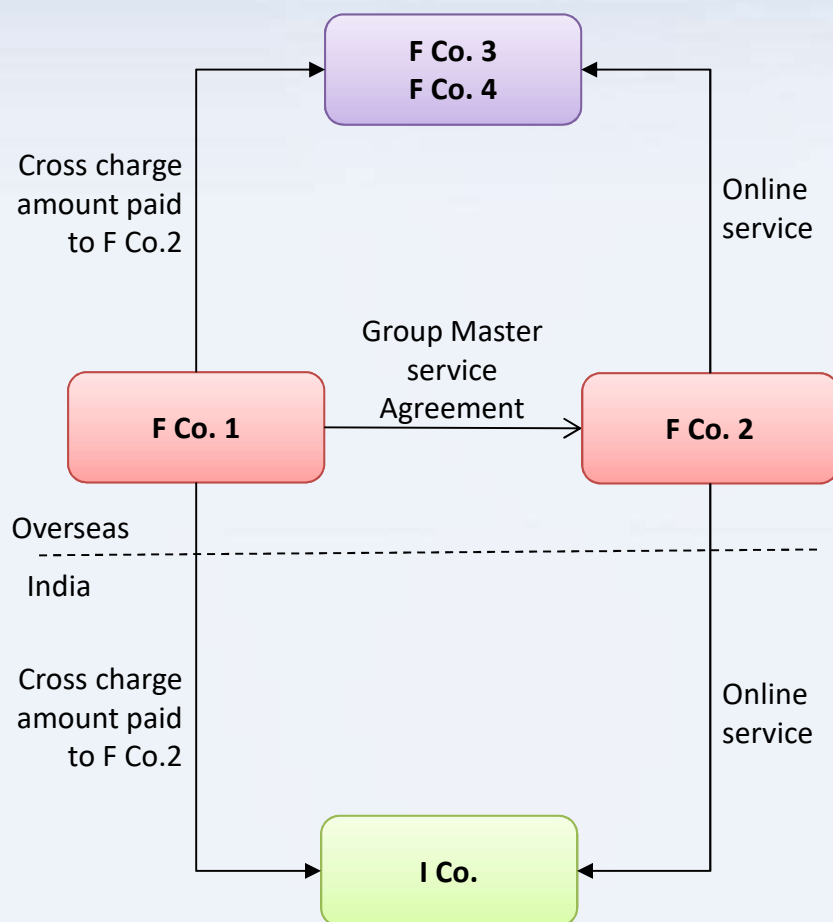 F Co. 3
F Co. 4
Cross charge
amount paid
to F Co.2
Online
service
Group Master
service
Agreement
F Co. 1
F Co. 2
Overseas
India
Cross charge
amount paid
to F Co.2
Online
service
I Co.